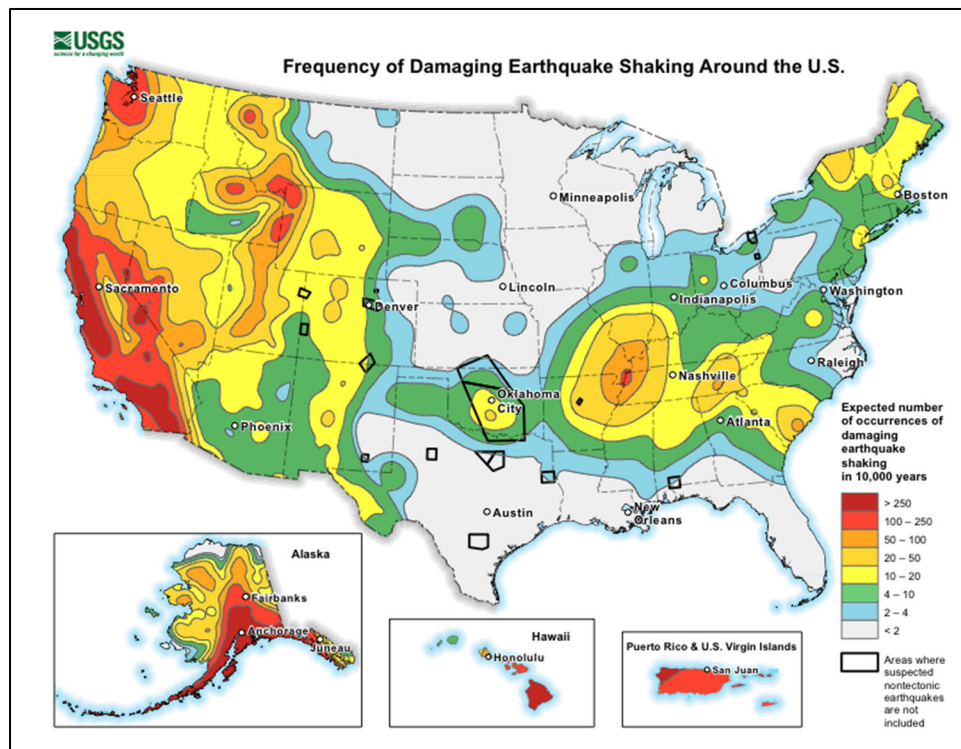 USGS
science for a changing world
Frequency of Damaging Earthquake Shaking Around the U.S.
Seattle
Minneapolis
Boston
Sacramento
Lincoln
Columbus
Denver
Indianapolis
Washington
Raleigh
Nashville
Oklahoma
City
Phoenix
Atlanta
Austin
New
Orleans
Expected number
of occurrences of
damaging
earthquake
shaking
in 10,000 years
> 250
100 – 250
50 – 100
20 – 50
10 – 20
4 – 10
2 – 4
< 2
Areas where
suspected
nontectonic
earthquakes
are not
included
Alaska
Fairbanks
Anchorage
Juneau
Hawaii
Honolulu
Puerto Rico & U.S. Virgin Islands
San Juan